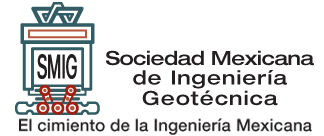 SMIG
Sociedad Mexicana
de Ingeniería
Geotécnica
El cimiento de la Ingeniería Mexicana